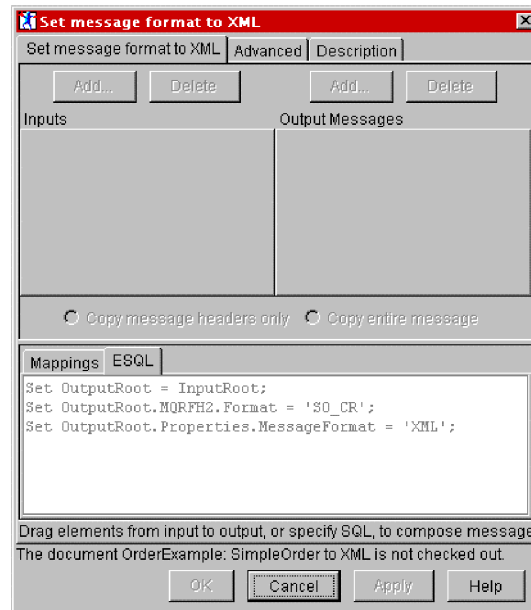 Set message format to XML
Set message format to XML Advanced Description
Add... Delete Add... Delete
Inputs Output Messages
Copy message headers only Copy entire message
Mappings ESQL
Set OutputRoot = InputRoot;
Set OutputRoot.MQRFH2.Format = 'SO_CR';
Set OutputRoot.Properties.MessageFormat = 'XML';
Drag elements from input to output, or specify SQL, to compose message
The document OrderExample: SimpleOrder to XML is not checked out.
OK Cancel Apply Help